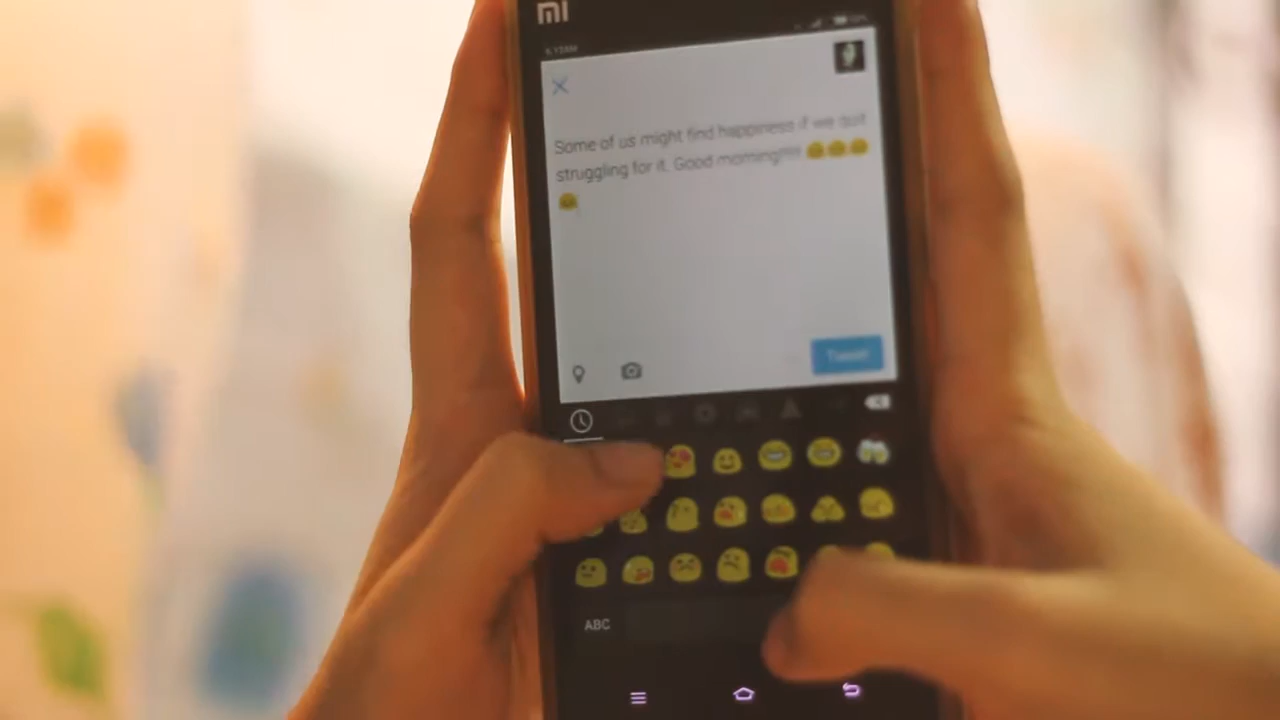 MI
Some of us might find happiness if we quit
struggling for it. Good morning!!!! 😄😄😄
😄
Tweet
ABC